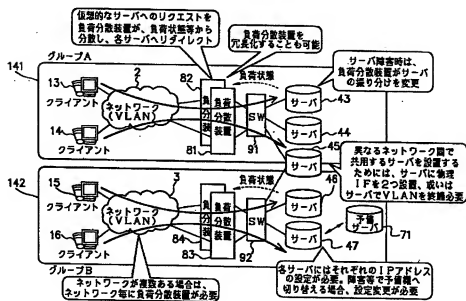 仮想的なサーバへのリクエストを
負荷分散装置が、負荷状態等から
分散し、各サーバへリダイレクト
負荷分散装置を
冗長化することも可能
グループA
141
13
クライアント
14
クライアント
2
ネットワーク
(VLAN)
82
負荷分散装置
負荷分散装置
81
負荷状態
SW
91
サーバ障害時は、
負荷分散装置がサーバ
の振り分けを変更
サーバ
43
サーバ
44
サーバ
45
異なるネットワーク間で
共用するサーバを設置する
ためには、サーバに物理
IFを2つ設置、或いは
サーバでVLANを終端必要
142
15
クライアント
16
クライアント
3
ネットワーク
(VLAN)
84
83
負荷分散装置
負荷状態
SW
92
サーバ
46
サーバ
47
予備
サーバ
71
グループB
ネットワークが複数ある場合は、
ネットワーク毎に負荷分散装置が必要
各サーバにはそれぞれのIPアドレス
の設定が必要。障害等で予備機へ
切り替える場合、設定変更が必要